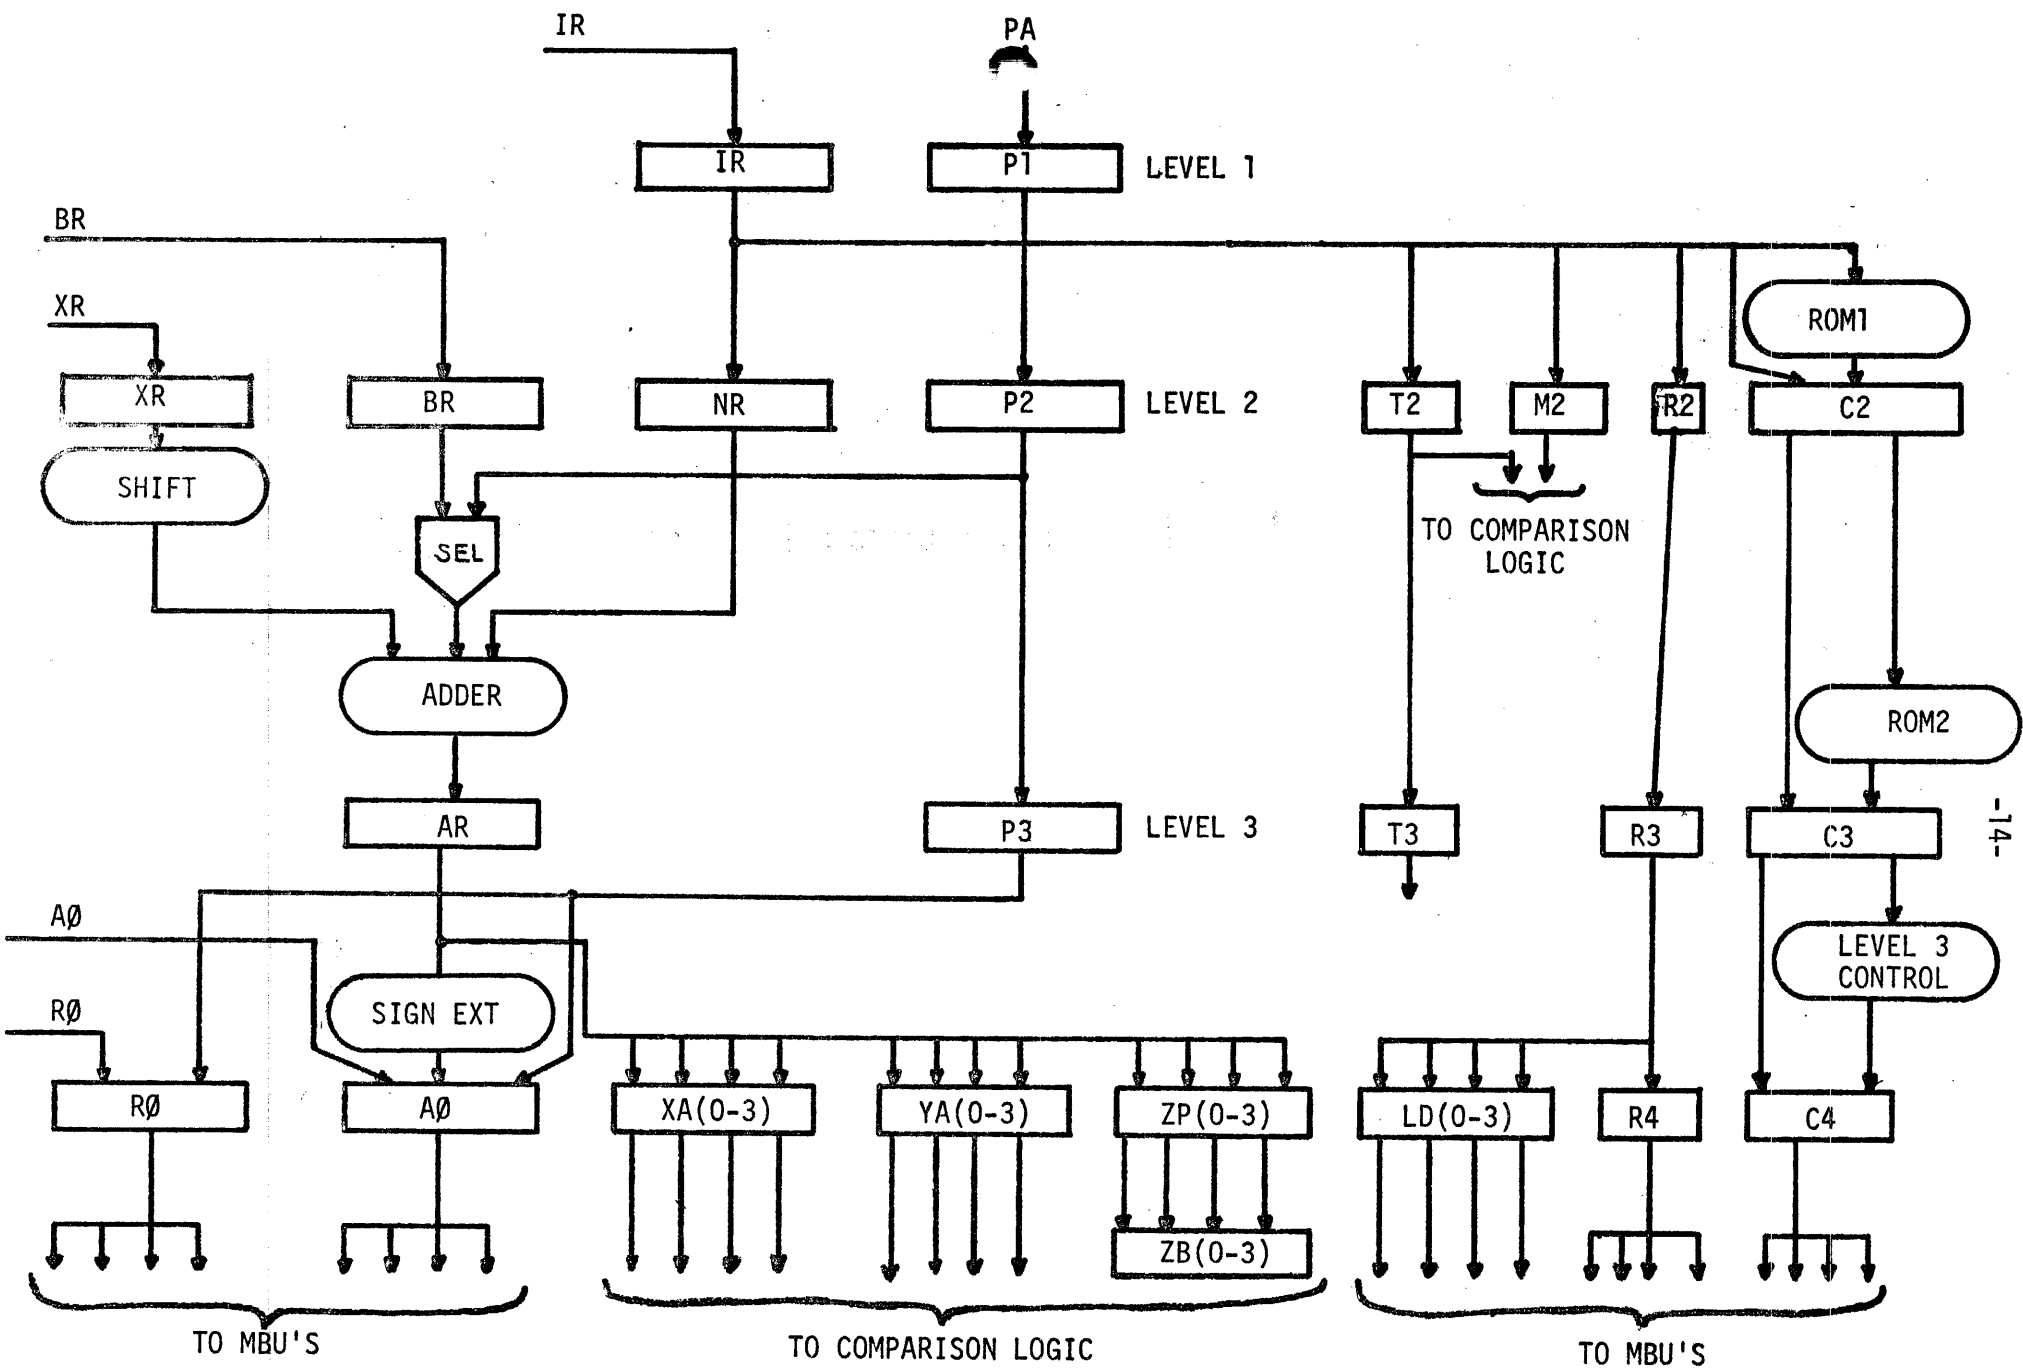 IR
PA
IR
P1
LEVEL 1
BR
XR
ROM1
XR
BR
NR
P2
LEVEL 2
T2
M2
R2
C2
SHIFT
SEL
TO COMPARISON
LOGIC
ADDER
ROM2
AR
P3
LEVEL 3
T3
R3
C3
-14-
AØ
LEVEL 3
CONTROL
RØ
SIGN EXT
RØ
AØ
XA(0-3)
YA(0-3)
ZP(0-3)
LD(0-3)
R4
C4
ZB(0-3)
TO MBU'S
TO COMPARISON LOGIC
TO MBU'S